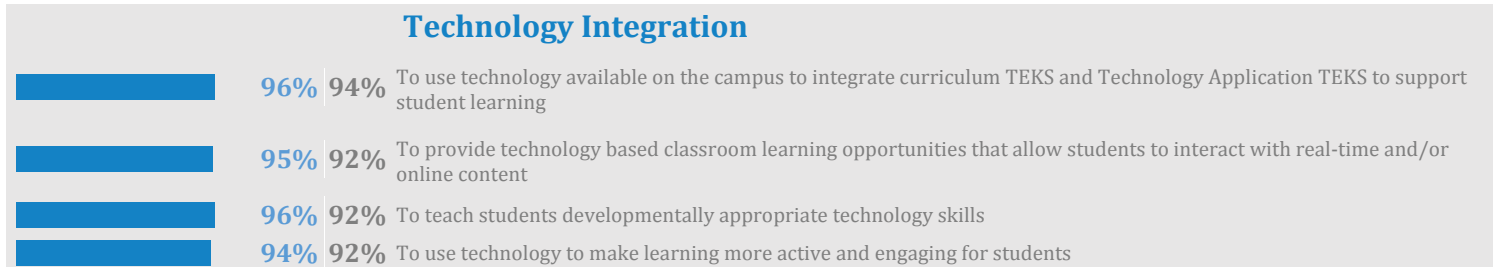 Technology Integration
96% 94% To use technology available on the campus to integrate curriculum TEKS and Technology Application TEKS to support
student learning
95% 92% To provide technology based classroom learning opportunities that allow students to interact with real-time and/or
online content
96% 92% To teach students developmentally appropriate technology skills
94% 92% To use technology to make learning more active and engaging for students